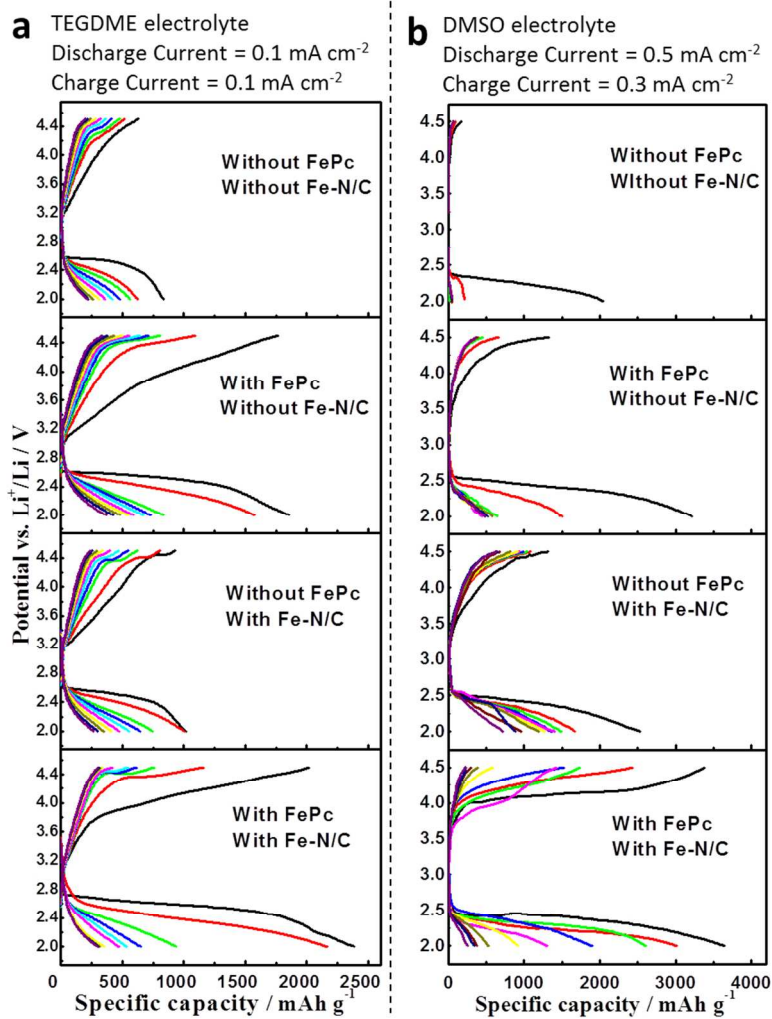 a TEGDME electrolyte
Discharge Current = 0.1 mA cm-2
Charge Current = 0.1 mA cm-2
b DMSO electrolyte
Discharge Current = 0.5 mA cm-2
Charge Current = 0.3 mA cm-2
Potential vs. Li+/Li / V
4.4
4.0
3.6
3.2
2.8
2.4
2.0
Without FePc
Without Fe-N/C
4.4
4.0
3.6
3.2
2.8
2.4
2.0
With FePc
Without Fe-N/C
4.4
4.0
3.6
3.2
2.8
2.4
2.0
Without FePc
With Fe-N/C
4.4
4.0
3.6
3.2
2.8
2.4
2.0
With FePc
With Fe-N/C
0 500 1000 1500 2000 2500
Specific capacity / mAh g-1
4.5
4.0
3.5
3.0
2.5
2.0
Without FePc
WIthout Fe-N/C
4.5
4.0
3.5
3.0
2.5
2.0
With FePc
Without Fe-N/C
4.5
4.0
3.5
3.0
2.5
2.0
Without FePc
With Fe-N/C
4.5
4.0
3.5
3.0
2.5
2.0
With FePc
With Fe-N/C
0 1000 2000 3000 4000
Specific capacity / mAh g-1